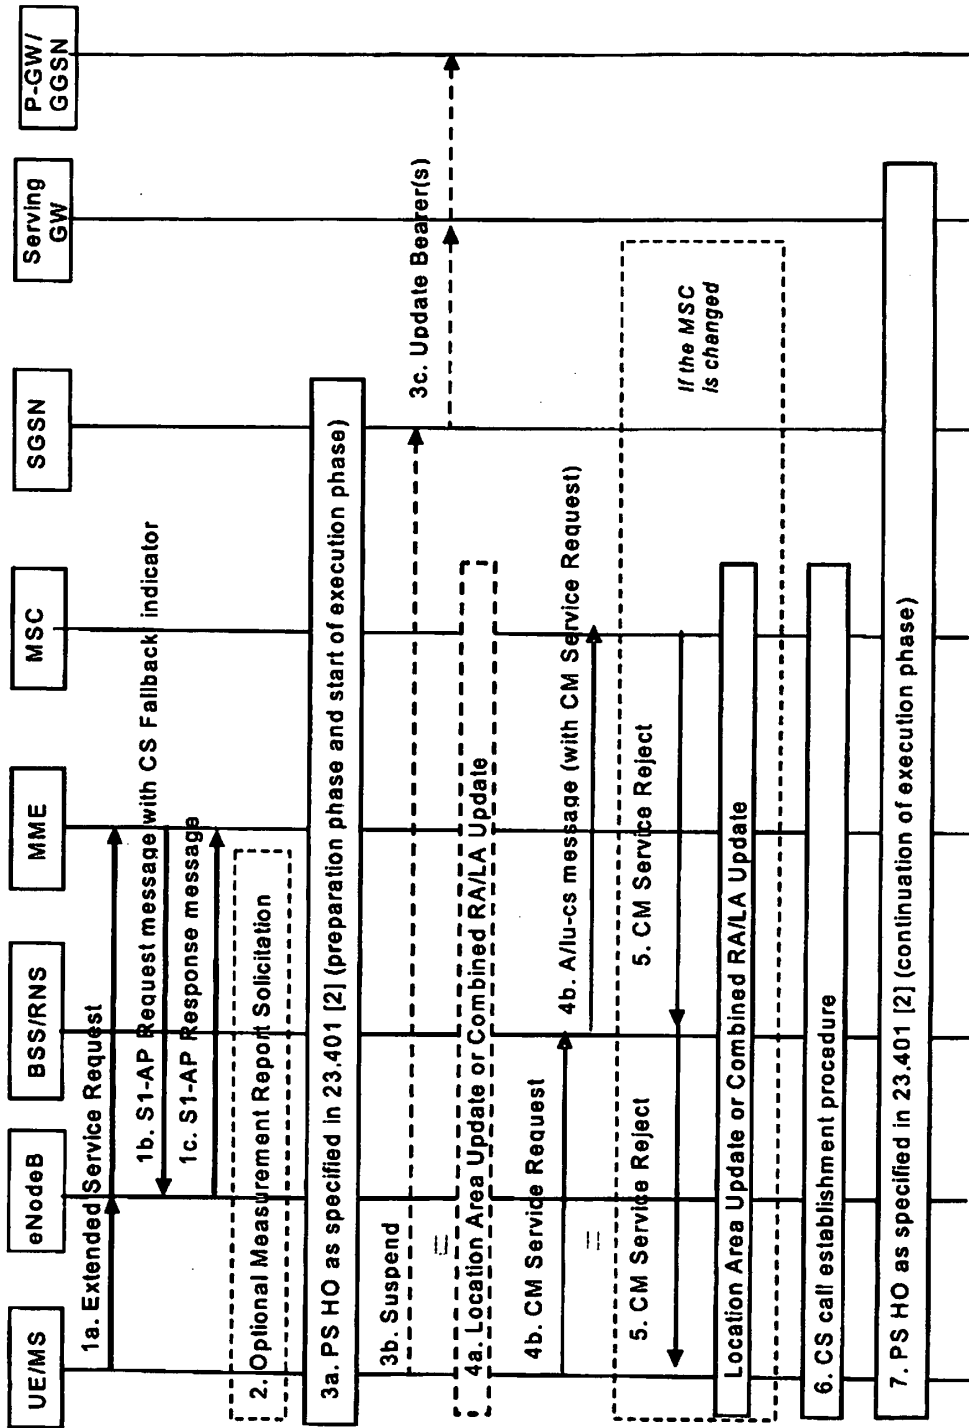 UE/MS
eNodeB
BSS/RNS
MME
MSC
SGSN
Serving
GW
P-GW/
GGSN
1a. Extended Service Request
1b. S1-AP Request message with CS Fallback indicator
1c. S1-AP Response message
2. Optional Measurement Report Solicitation
3a. PS HO as specified in 23.401 [2] (preparation phase and start of execution phase)
3b. Suspend
3c. Update Bearer(s)
4a. Location Area Update or Combined RA/LA Update
4b. CM Service Request
4b. A/Iu-cs message (with CM Service Request)
5. CM Service Reject
5. CM Service Reject
If the MSC
is changed
Location Area Update or Combined RA/LA Update
6. CS call establishment procedure
7. PS HO as specified in 23.401 [2] (continuation of execution phase)